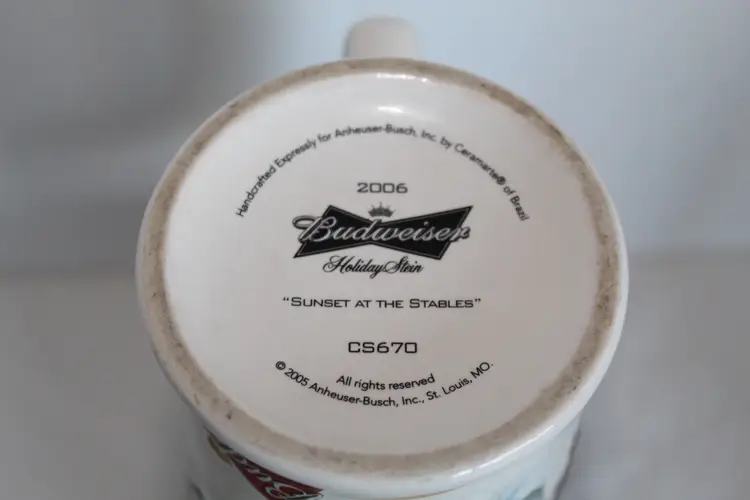 Handcrafted Expressly for Anheuser-Busch, Inc. by Ceramarte® of Brazil
2006
Budweiser
Holiday Stein
"SUNSET AT THE STABLES"
CS670
All rights reserved
© 2005 Anheuser-Busch, Inc., St. Louis, MO.